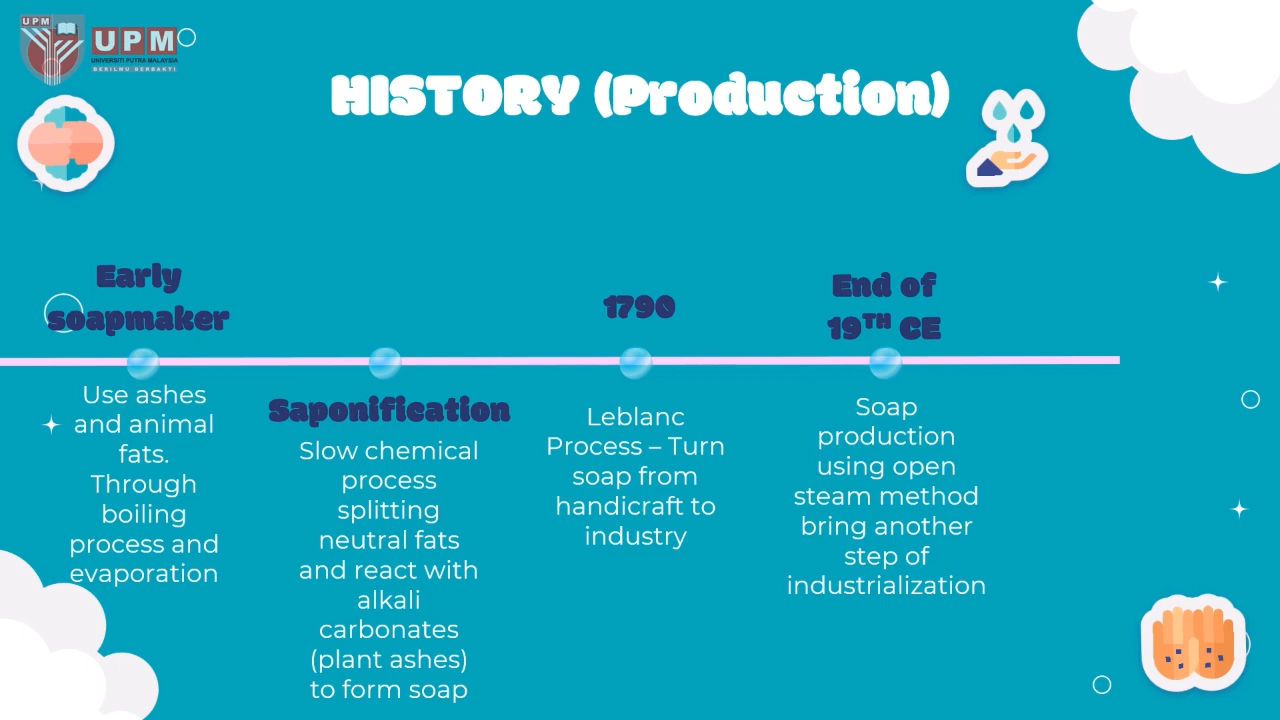 UPM
UPM
UNIVERSITI PUTRA MALAYSIA
BERILMU BERBAKTI
HISTORY (Production)
Early
soapmaker
Use ashes
and animal
fats.
Through
boiling
process and
evaporation
Saponification
Slow chemical
process
splitting
neutral fats
and react with
alkali
carbonates
(plant ashes)
to form soap
1790
Leblanc
Process – Turn
soap from
handicraft to
industry
End of
19TH CE
Soap
production
using open
steam method
bring another
step of
industrialization